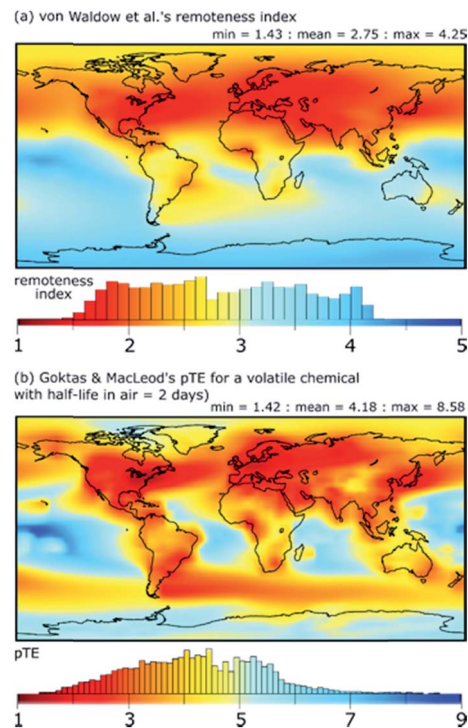 (a) von Waldow et al.'s remoteness index
min = 1.43 : mean = 2.75 : max = 4.25
remoteness
index
1 2 3 4 5
(b) Goktas & MacLeod's pTE for a volatile chemical
with half-life in air = 2 days)
min = 1.42 : mean = 4.18 : max = 8.58
pTE
1 3 5 7 9